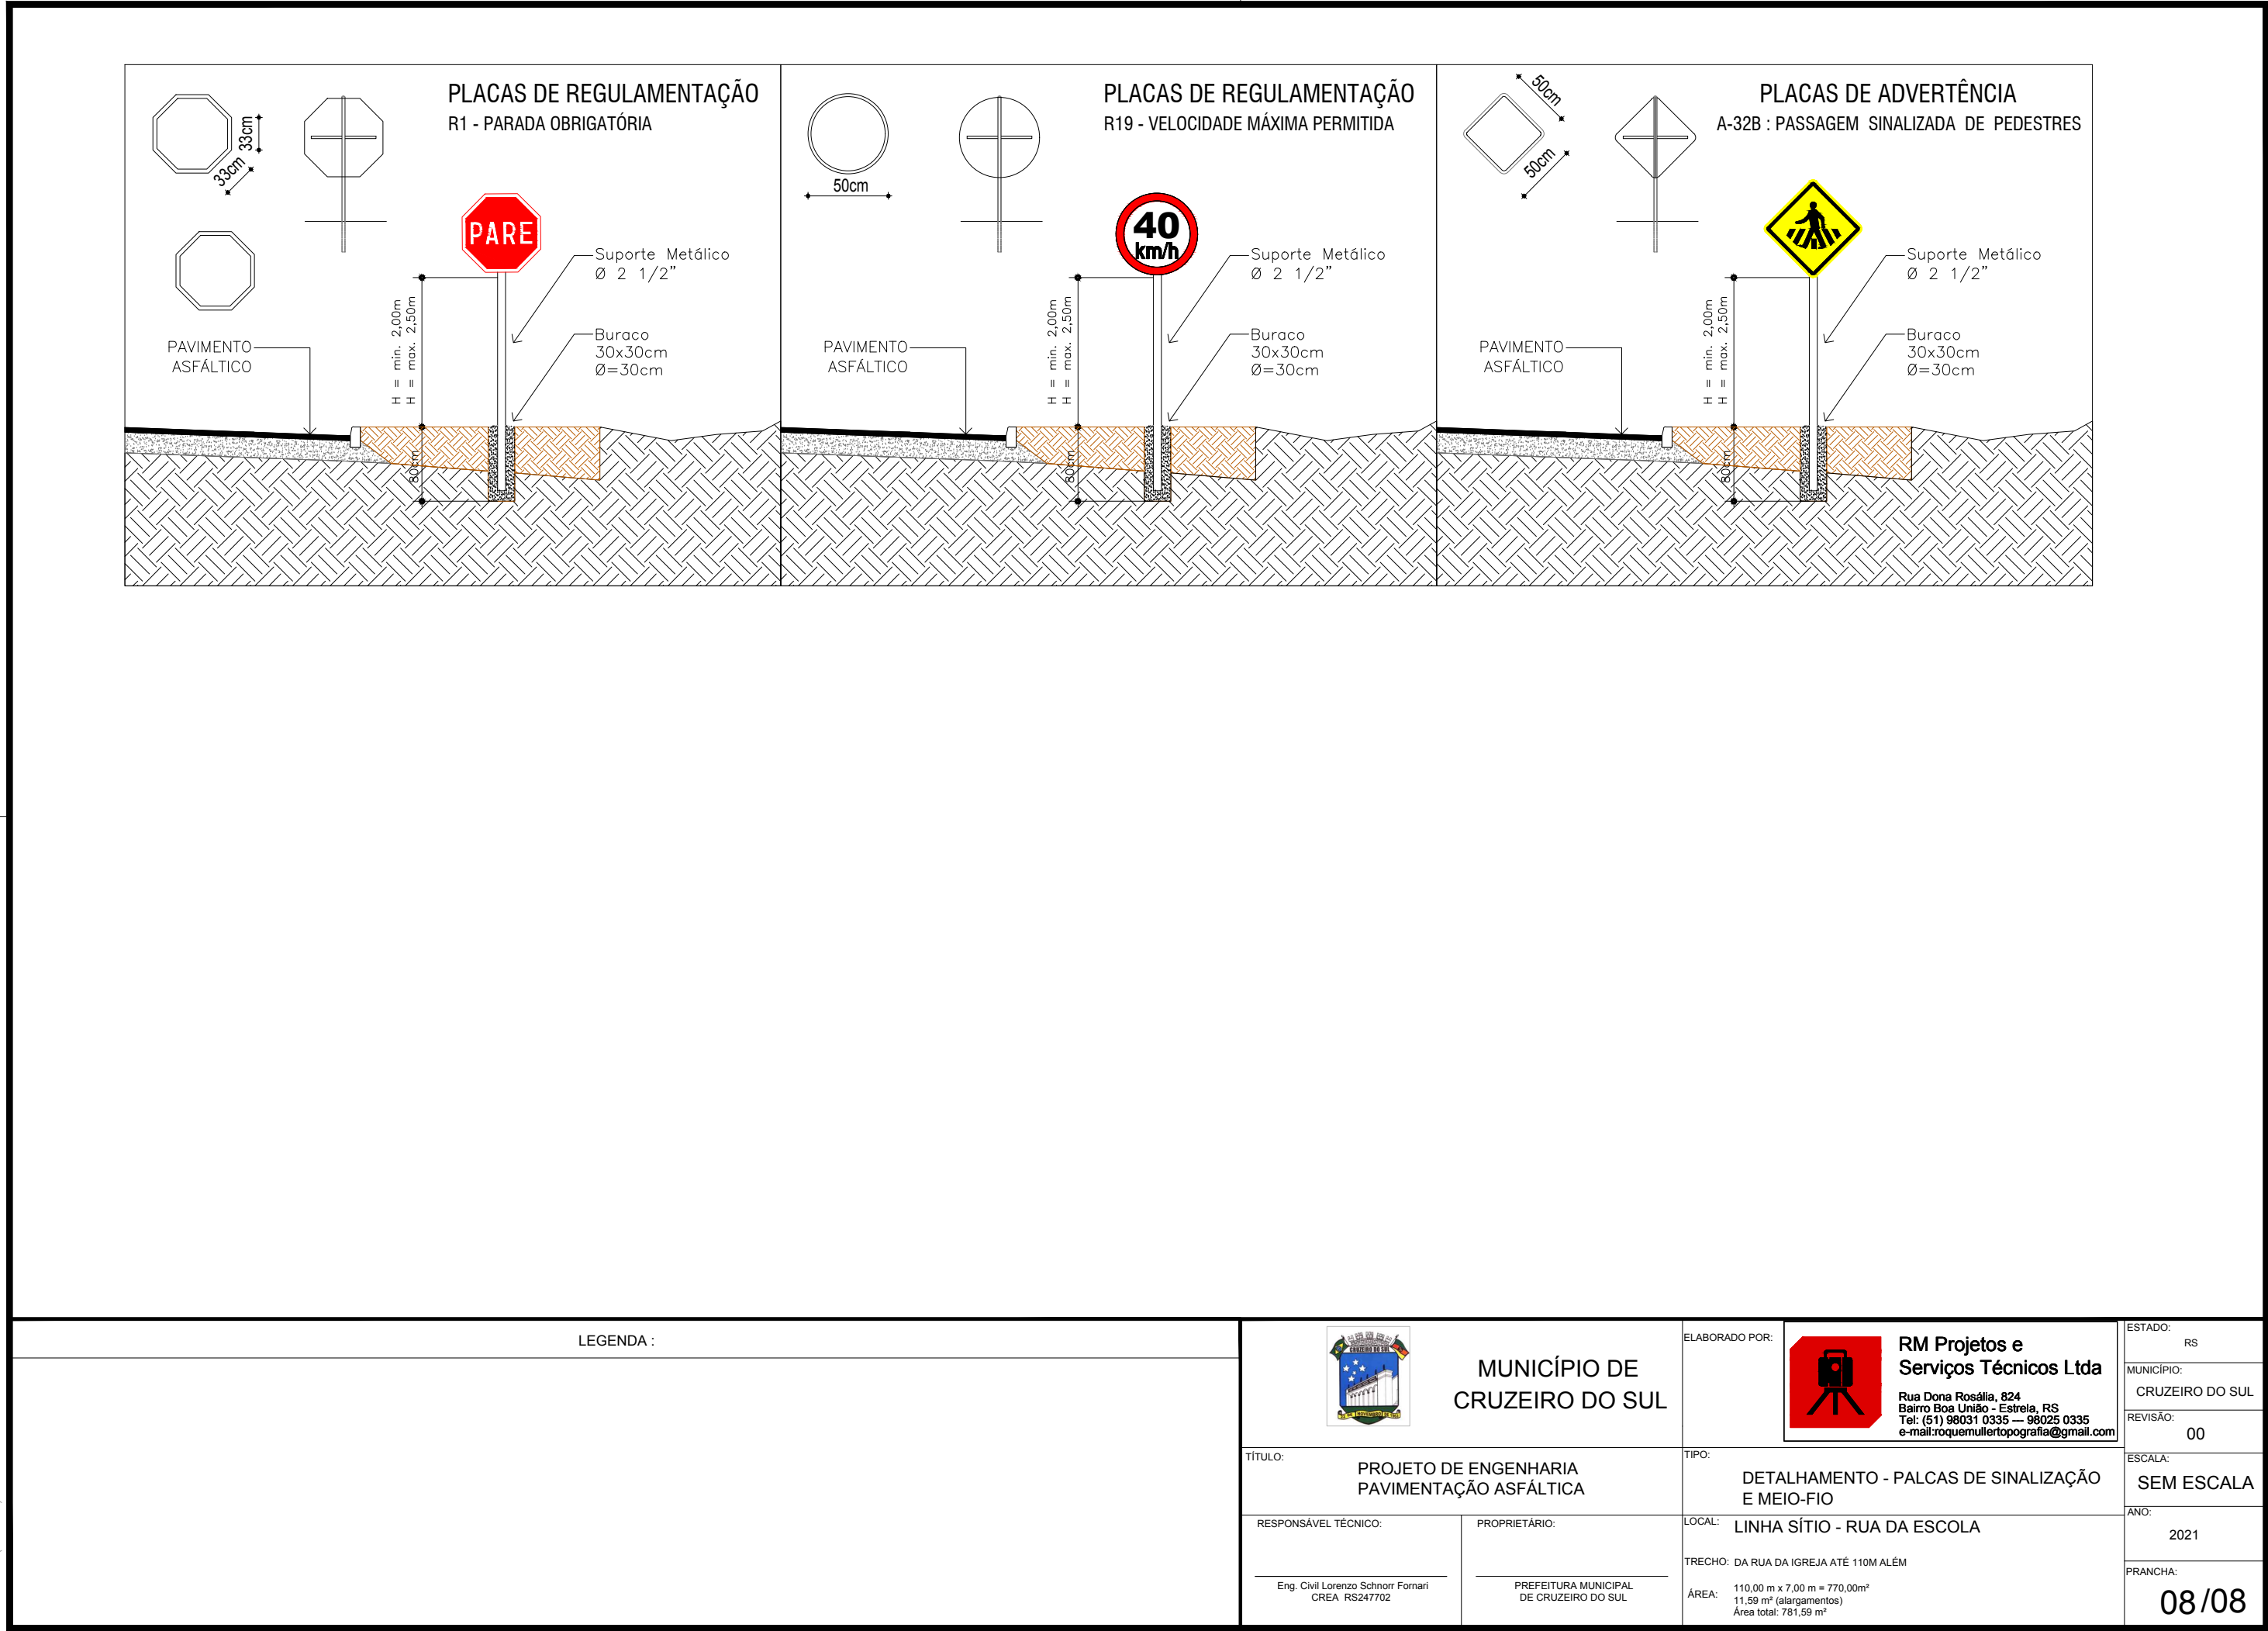 PLACAS DE REGULAMENTAÇÃO
R1 - PARADA OBRIGATÓRIA
33cm
33cm
PARE
Suporte Metálico
Ø 2 1/2”
Buraco
30x30cm
Ø=30cm
H = min. 2,00m
H = max. 2,50m
PAVIMENTO
ASFÁLTICO
80cm
PLACAS DE REGULAMENTAÇÃO
R19 - VELOCIDADE MÁXIMA PERMITIDA
50cm
40
km/h
Suporte Metálico
Ø 2 1/2”
Buraco
30x30cm
Ø=30cm
H = min. 2,00m
H = max. 2,50m
PAVIMENTO
ASFÁLTICO
80cm
PLACAS DE ADVERTÊNCIA
A-32B : PASSAGEM SINALIZADA DE PEDESTRES
50cm
50cm
Suporte Metálico
Ø 2 1/2”
Buraco
30x30cm
Ø=30cm
H = min. 2,00m
H = max. 2,50m
PAVIMENTO
ASFÁLTICO
80cm
LEGENDA :
CRUZEIRO DO SUL
MUNICÍPIO DE
CRUZEIRO DO SUL
ELABORADO POR:
RM Projetos e
Serviços Técnicos Ltda
Rua Dona Rosália, 824
Bairro Boa União - Estrela, RS
Tel: (51) 98031 0335 — 98025 0335
e-mail:roquemullertopografia@gmail.com
ESTADO:
RS
MUNICÍPIO:
CRUZEIRO DO SUL
REVISÃO:
00
TÍTULO:
PROJETO DE ENGENHARIA
PAVIMENTAÇÃO ASFÁLTICA
TIPO:
DETALHAMENTO - PALCAS DE SINALIZAÇÃO
E MEIO-FIO
ESCALA:
SEM ESCALA
RESPONSÁVEL TÉCNICO:
Eng. Civil Lorenzo Schnorr Fornari
CREA RS247702
PROPRIETÁRIO:
PREFEITURA MUNICIPAL
DE CRUZEIRO DO SUL
LOCAL: LINHA SÍTIO - RUA DA ESCOLA
TRECHO: DA RUA DA IGREJA ATÉ 110M ALÉM
ÁREA:
110,00 m x 7,00 m = 770,00m²
11,59 m² (alargamentos)
Área total: 781,59 m²
ANO:
2021
PRANCHA:
08/08